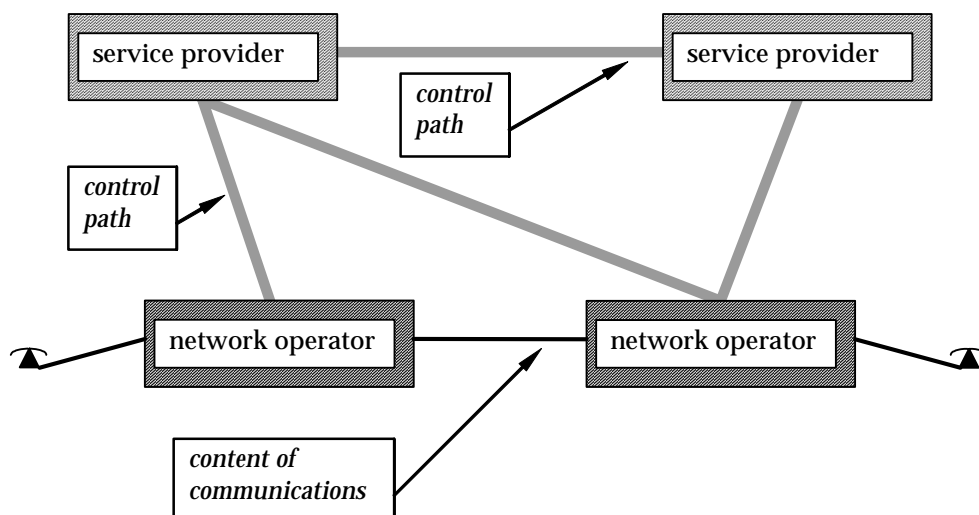 service provider
service provider
control
path
control
path
network operator
network operator
content of
communications